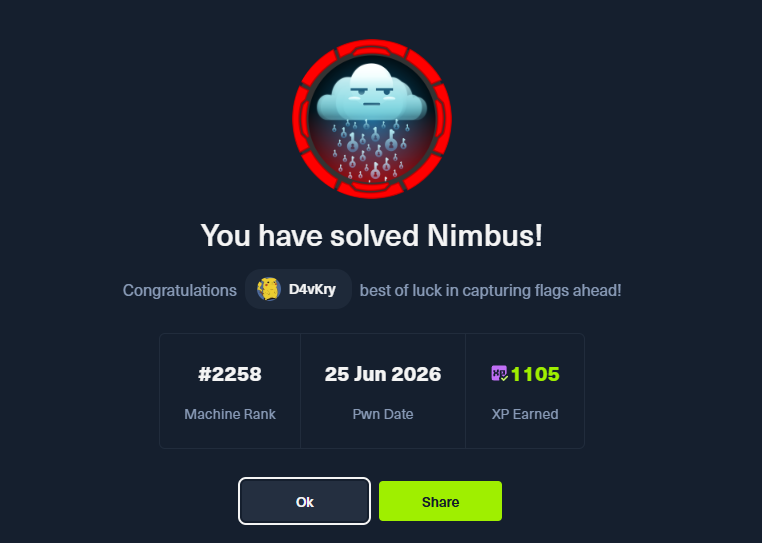 You have solved Nimbus!
Congratulations D4vKry best of luck in capturing flags ahead!
#2258 25 Jun 2026 XP 1105
Machine Rank Pwn Date XP Earned
Ok Share